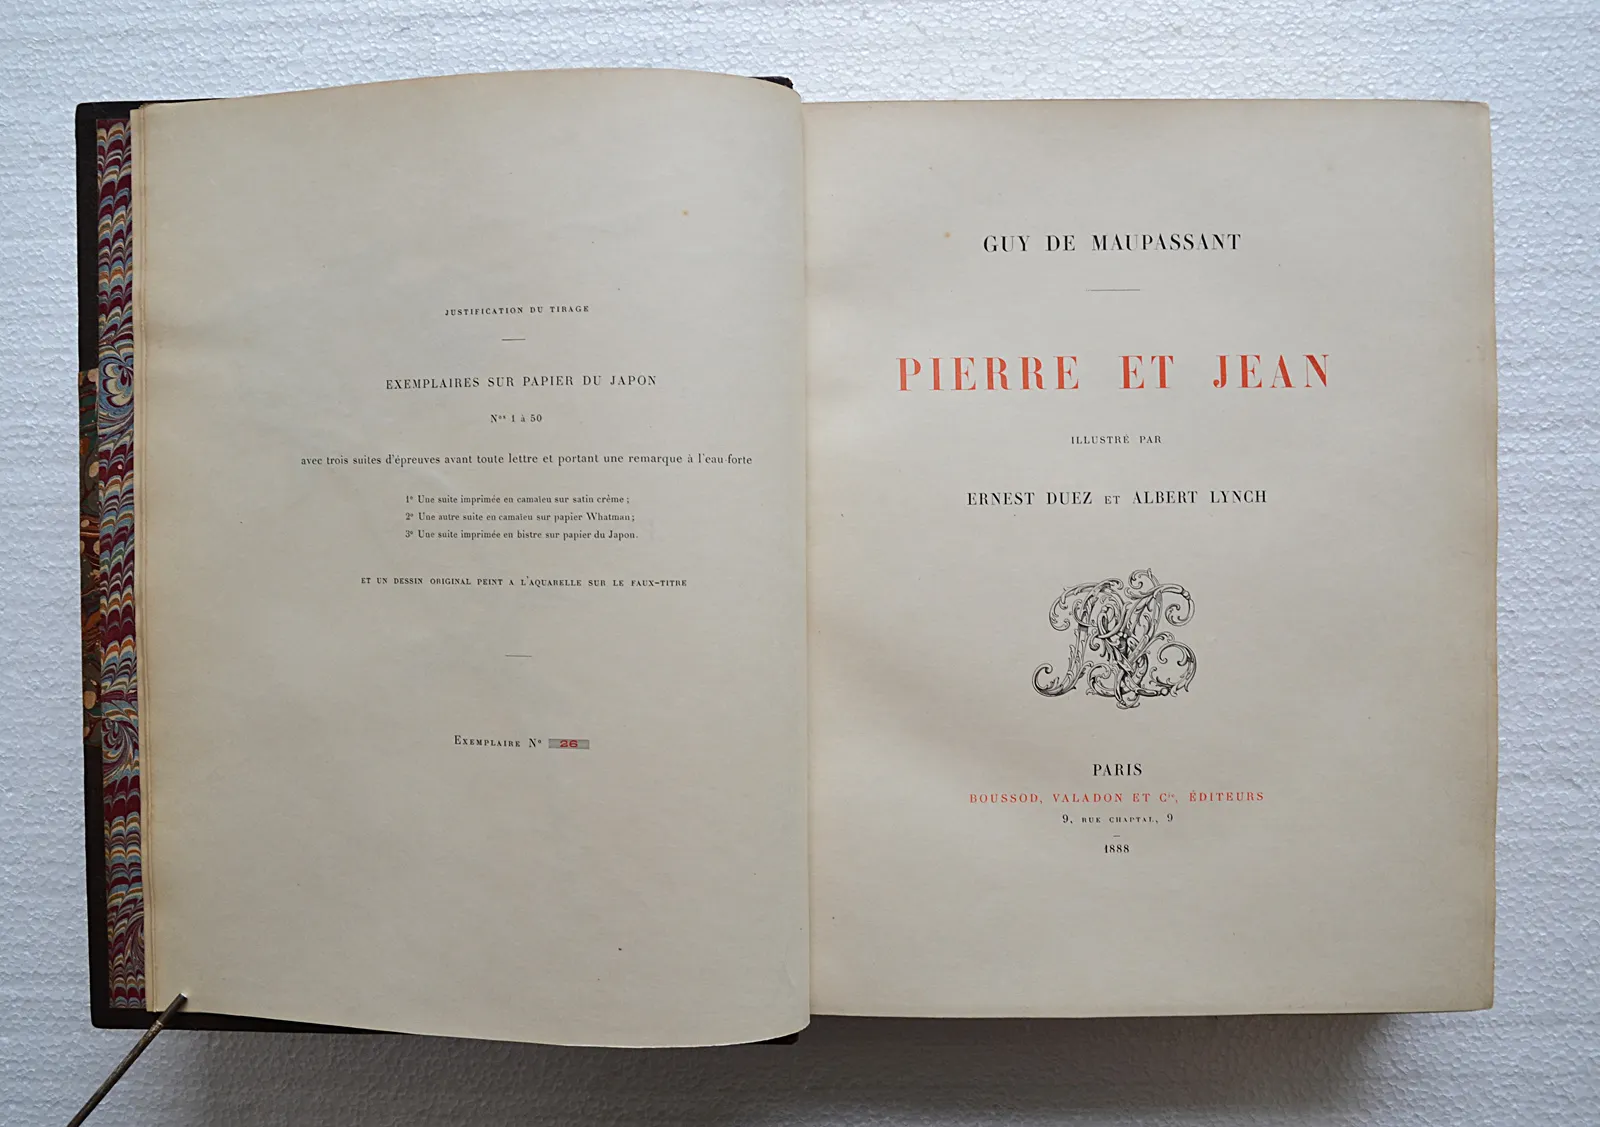 JUSTIFICATION DU TIRAGE
EXEMPLAIRES SUR PAPIER DU JAPON
Nos 1 à 50
avec trois suites d'épreuves avant toute lettre et portant une remarque à l'eau-forte
1° Une suite imprimée en camaïeu sur satin crème ;
2° Une autre suite en camaïeu sur papier Whatman ;
3° Une suite imprimée en bistre sur papier du Japon.
ET UN DESSIN ORIGINAL PEINT A L'AQUARELLE SUR LE FAUX-TITRE
EXEMPLAIRE N° 26
GUY DE MAUPASSANT
PIERRE ET JEAN
ILLUSTRÉ PAR
ERNEST DUEZ ET ALBERT LYNCH
PARIS
BOUSSOD, VALADON ET Cie, ÉDITEURS
9, RUE CHAPTAL, 9
1888